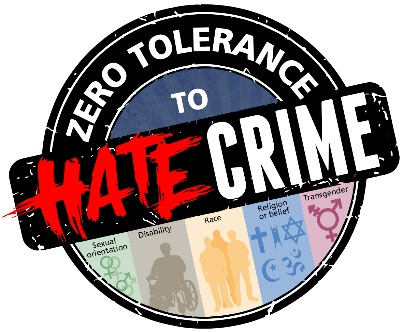 ZERO TOLERANCE
TO
HATE CRIME
Sexual
orientation
Disability
Race
Religion
or belief
Transgender